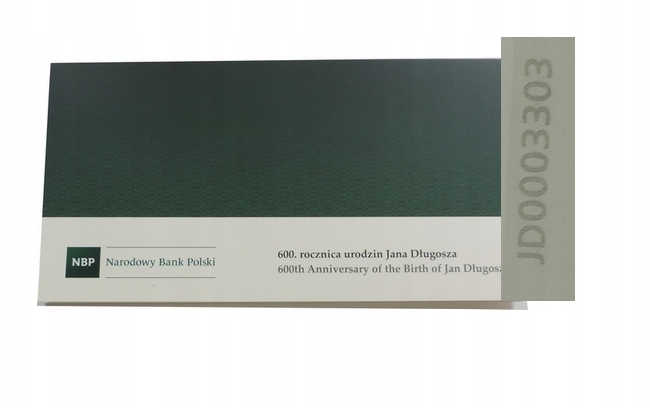 NBP
Narodowy Bank Polski
600. rocznica urodzin Jana Długosza
600th Anniversary of the Birth of Jan Długosz
JD0003303